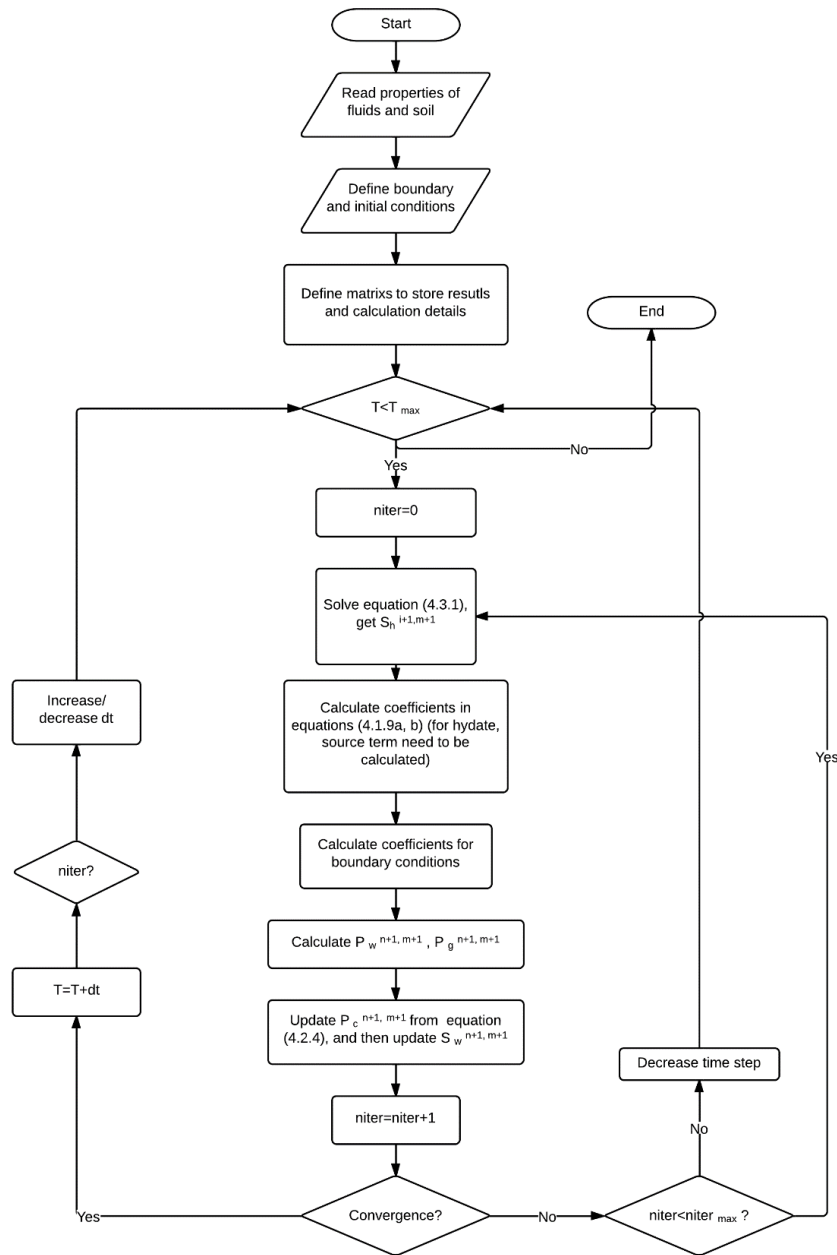 Start
Read properties of
fluids and soil
Define boundary
and initial conditions
Define matrixs to store resutls
and calculation details
End
T<T max
No
Yes
niter=0
Solve equation (4.3.1),
get Sh i+1,m+1
Increase/
decrease dt
Calculate coefficients in
equations (4.1.9a, b) (for hydate,
source term need to be
calculated)
Yes
Calculate coefficients for
boundary conditions
niter?
Calculate P w n+1, m+1 , P g n+1, m+1
T=T+dt
Update P c n+1, m+1 from equation
(4.2.4), and then update S w n+1, m+1
Decrease time step
niter=niter+1
No
Yes
Convergence?
No
niter<niter max ?